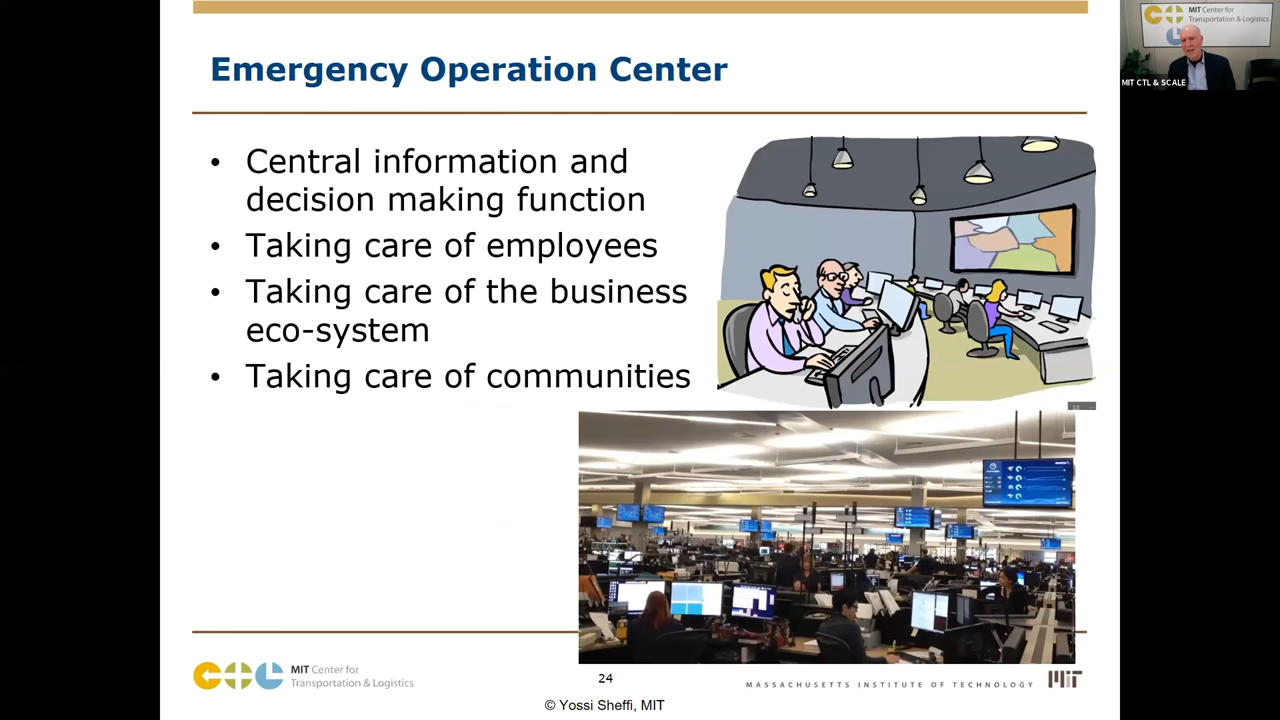 Emergency Operation Center
• Central information and
decision making function
• Taking care of employees
• Taking care of the business
eco-system
• Taking care of communities
MIT Center for
Transportation & Logistics
24
MASSACHUSETTS INSTITUTE OF TECHNOLOGY
MIT
© Yossi Sheffi, MIT
MIT Center for
Transportation & Logistics
MIT CTL & SCALE